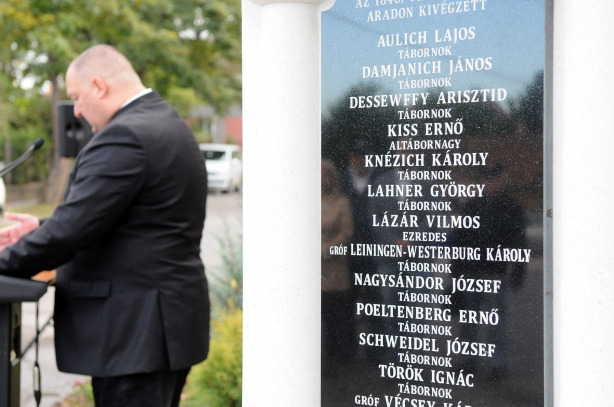 ARADON KIVÉGZETT
AULICH LAJOS
TÁBORNOK
DAMJANICH JÁNOS
TÁBORNOK
DESSEWFFY ARISZTID
TÁBORNOK
KISS ERNŐ
ALTÁBORNAGY
KNÉZICH KÁROLY
TÁBORNOK
LAHNER GYÖRGY
TÁBORNOK
LÁZÁR VILMOS
EZREDES
GRÓF LEININGEN-WESTERBURG KÁROLY
TÁBORNOK
NAGYSÁNDOR JÓZSEF
TÁBORNOK
POELTENBERG ERNŐ
TÁBORNOK
SCHWEIDEL JÓZSEF
TÁBORNOK
TÖRÖK IGNÁC
TÁBORNOK
GRÓF VÉCSEY